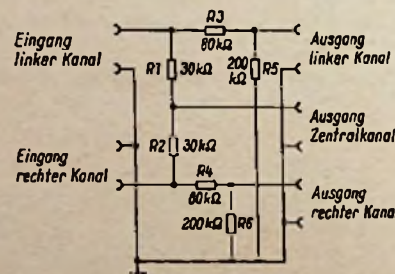 R3
Eingang
linker Kanal
80kΩ
Ausgang
linker Kanal
R1
30kΩ
200
kΩ
R5
Ausgang
Zentralkanal
R2
30kΩ
Eingang
rechter Kanal
R4
80kΩ
Ausgang
rechter Kanal
200kΩ
R6